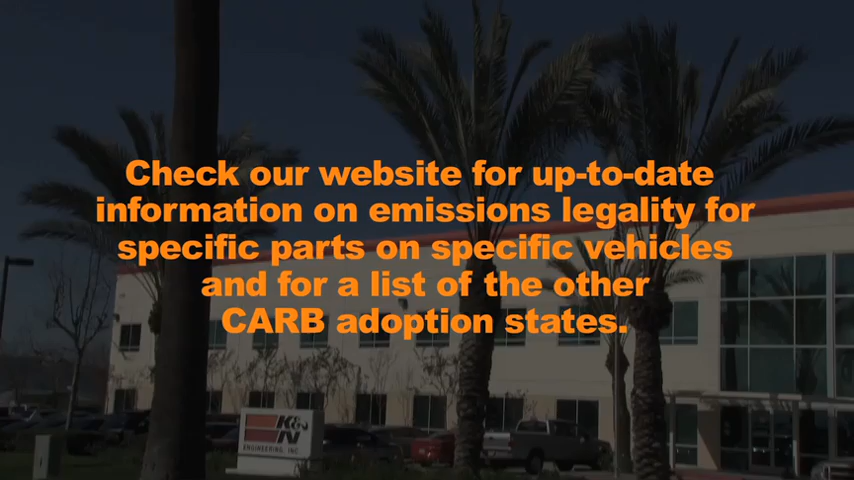 Check our website for up-to-date
information on emissions legality for
specific parts on specific vehicles
and for a list of the other
CARB adoption states.
K&N
ENGINEERING, INC.